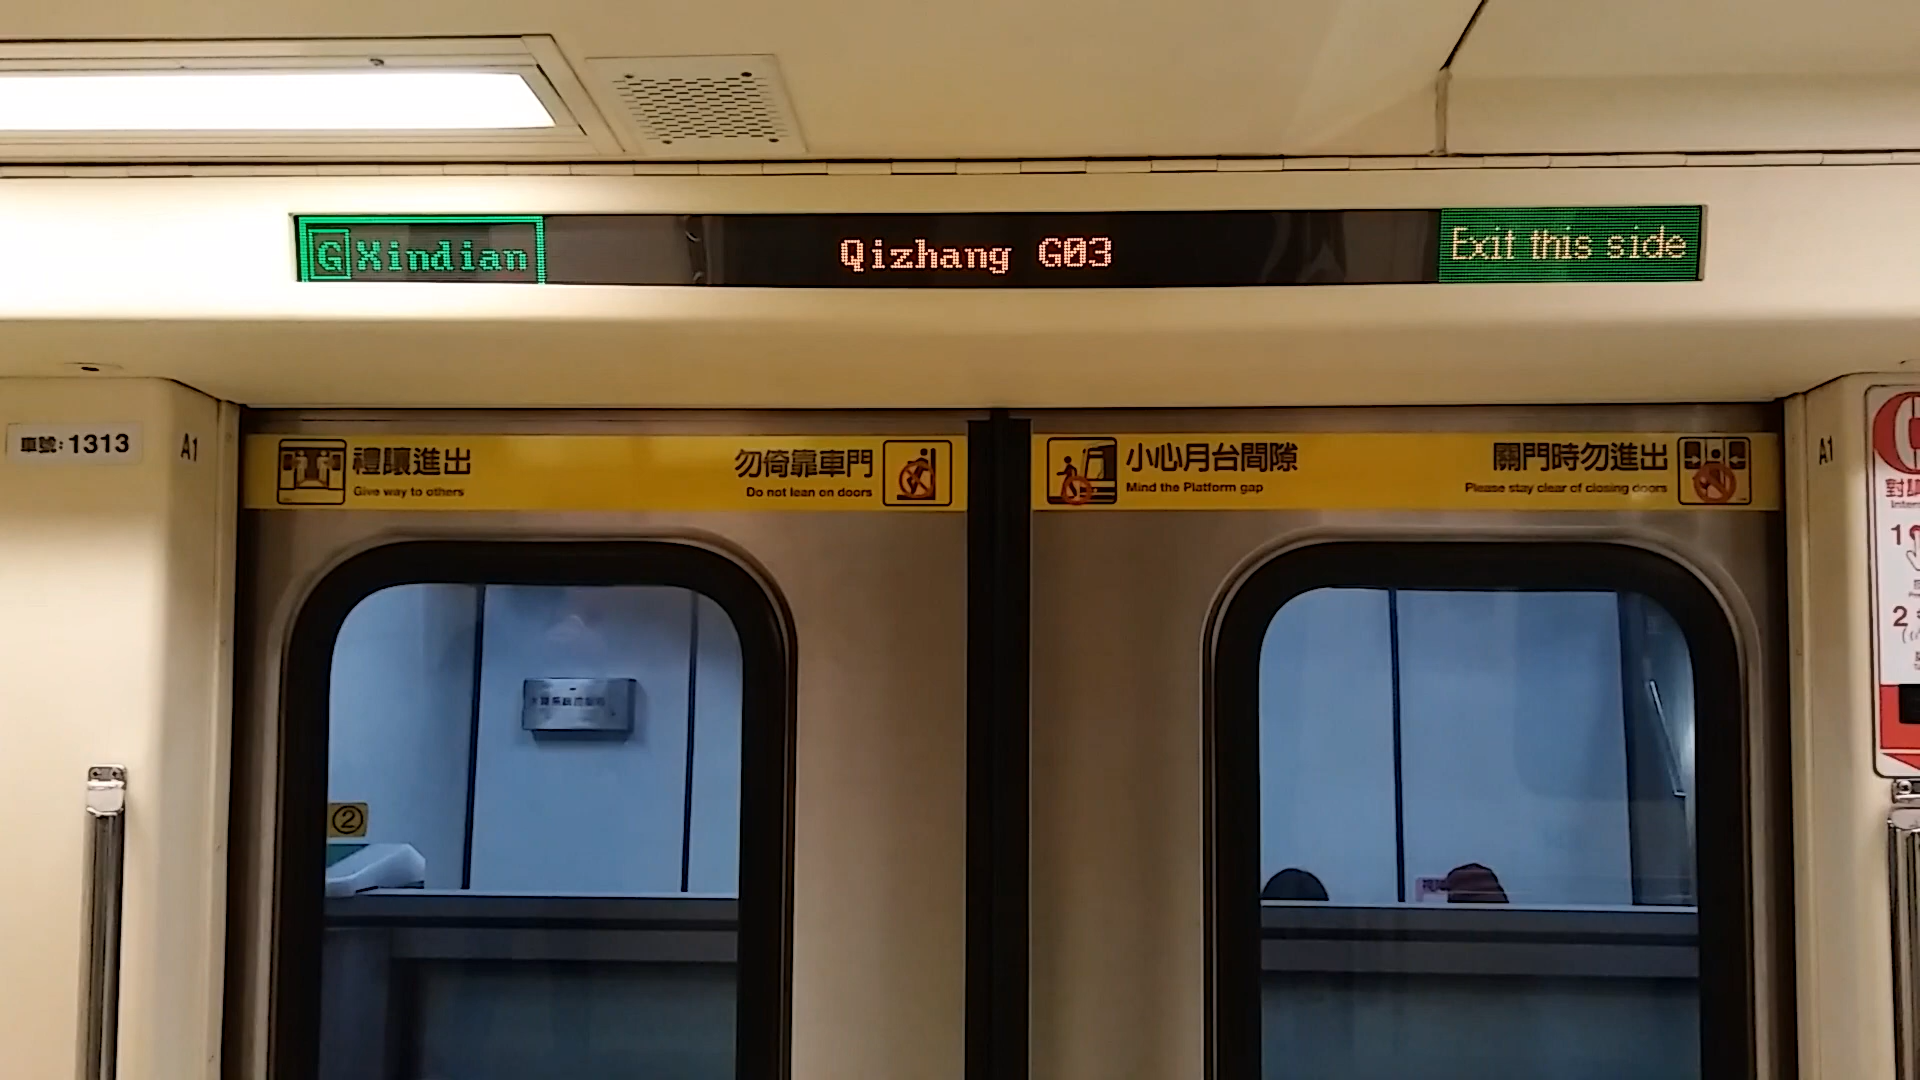 G Xindian
Qizhang G03
Exit this side
車號:1313
A1
禮讓進出
Give way to others
勿倚靠車門
Do not lean on doors
小心月台間隙
Mind the Platform gap
關門時勿進出
Please stay clear of closing doors
A1
1
2
②